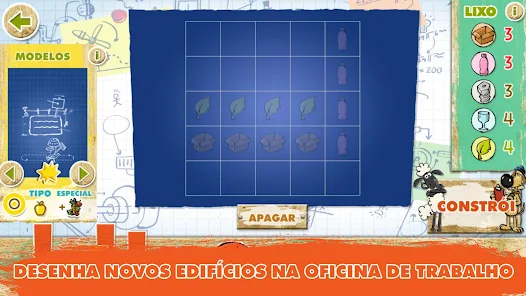 LIXO i
MODELOS i
3
3
3
4
4
TIPO ESPECIAL
+
APAGAR
CONSTRÓI
DESENHA NOVOS EDIFÍCIOS NA OFICINA DE TRABALHO